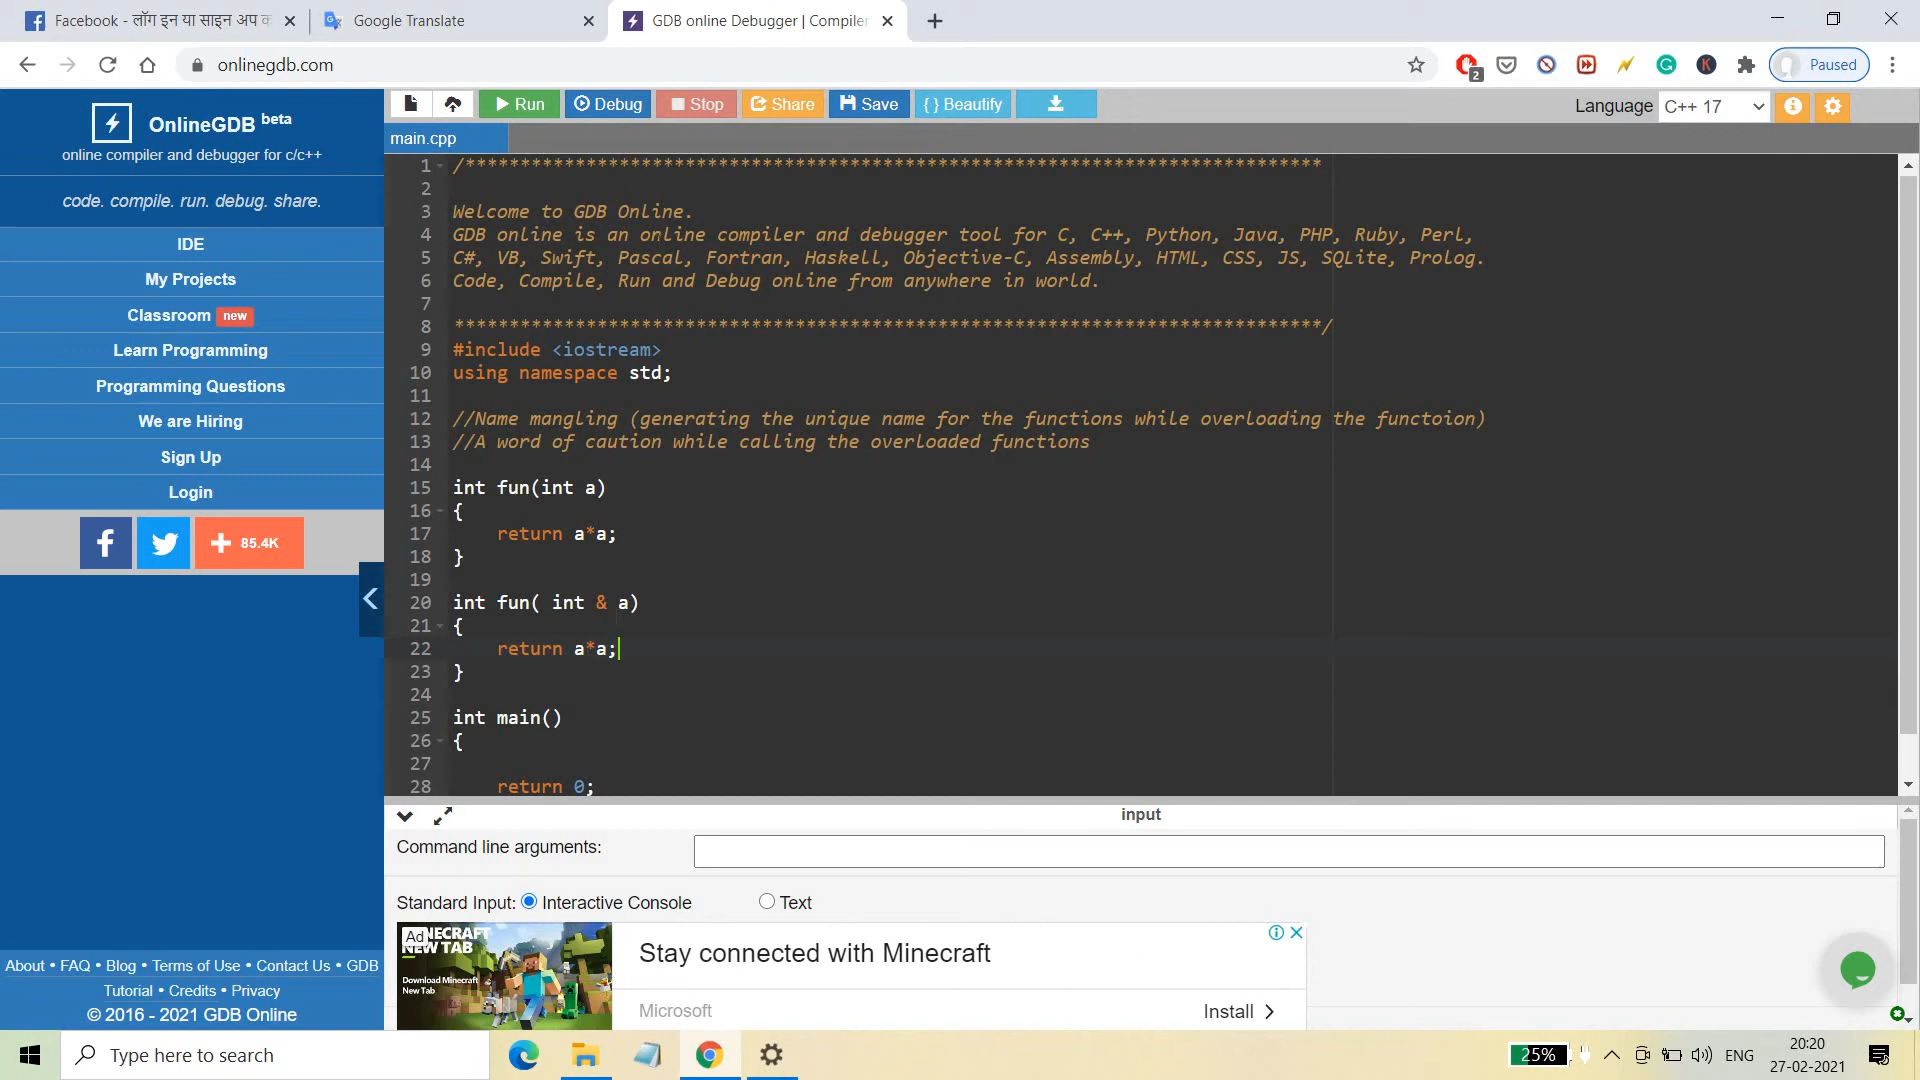 Facebook - लॉग इन या साइन अप क
Google Translate
GDB online Debugger | Compiler
onlinegdb.com
2
K
Paused
OnlineGDB beta
online compiler and debugger for c/c++
code. compile. run. debug. share.
IDE
My Projects
Classroom new
Learn Programming
Programming Questions
We are Hiring
Sign Up
Login
85.4K
About • FAQ • Blog • Terms of Use • Contact Us • GDB
Tutorial • Credits • Privacy
© 2016 - 2021 GDB Online
Run
Debug
Stop
Share
Save
{ } Beautify
Language C++ 17
main.cpp
1 /******************************************************************************
2
3 Welcome to GDB Online.
4 GDB online is an online compiler and debugger tool for C, C++, Python, Java, PHP, Ruby, Perl,
5 C#, VB, Swift, Pascal, Fortran, Haskell, Objective-C, Assembly, HTML, CSS, JS, SQLite, Prolog.
6 Code, Compile, Run and Debug online from anywhere in world.
7
8 *******************************************************************************/
9 #include <iostream>
10 using namespace std;
11
12 //Name mangling (generating the unique name for the functions while overloading the functoion)
13 //A word of caution while calling the overloaded functions
14
15 int fun(int a)
16 {
17 return a*a;
18 }
19
20 int fun( int & a)
21 {
22 return a*a;
23 }
24
25 int main()
26 {
27
28 return 0;
input
Command line arguments:
Standard Input: Interactive Console Text
Ad
MINECRAFT
NEW TAB
Download Minecraft
New Tab
Stay connected with Minecraft
Microsoft
Install
Type here to search
25%
ENG
20:20
27-02-2021